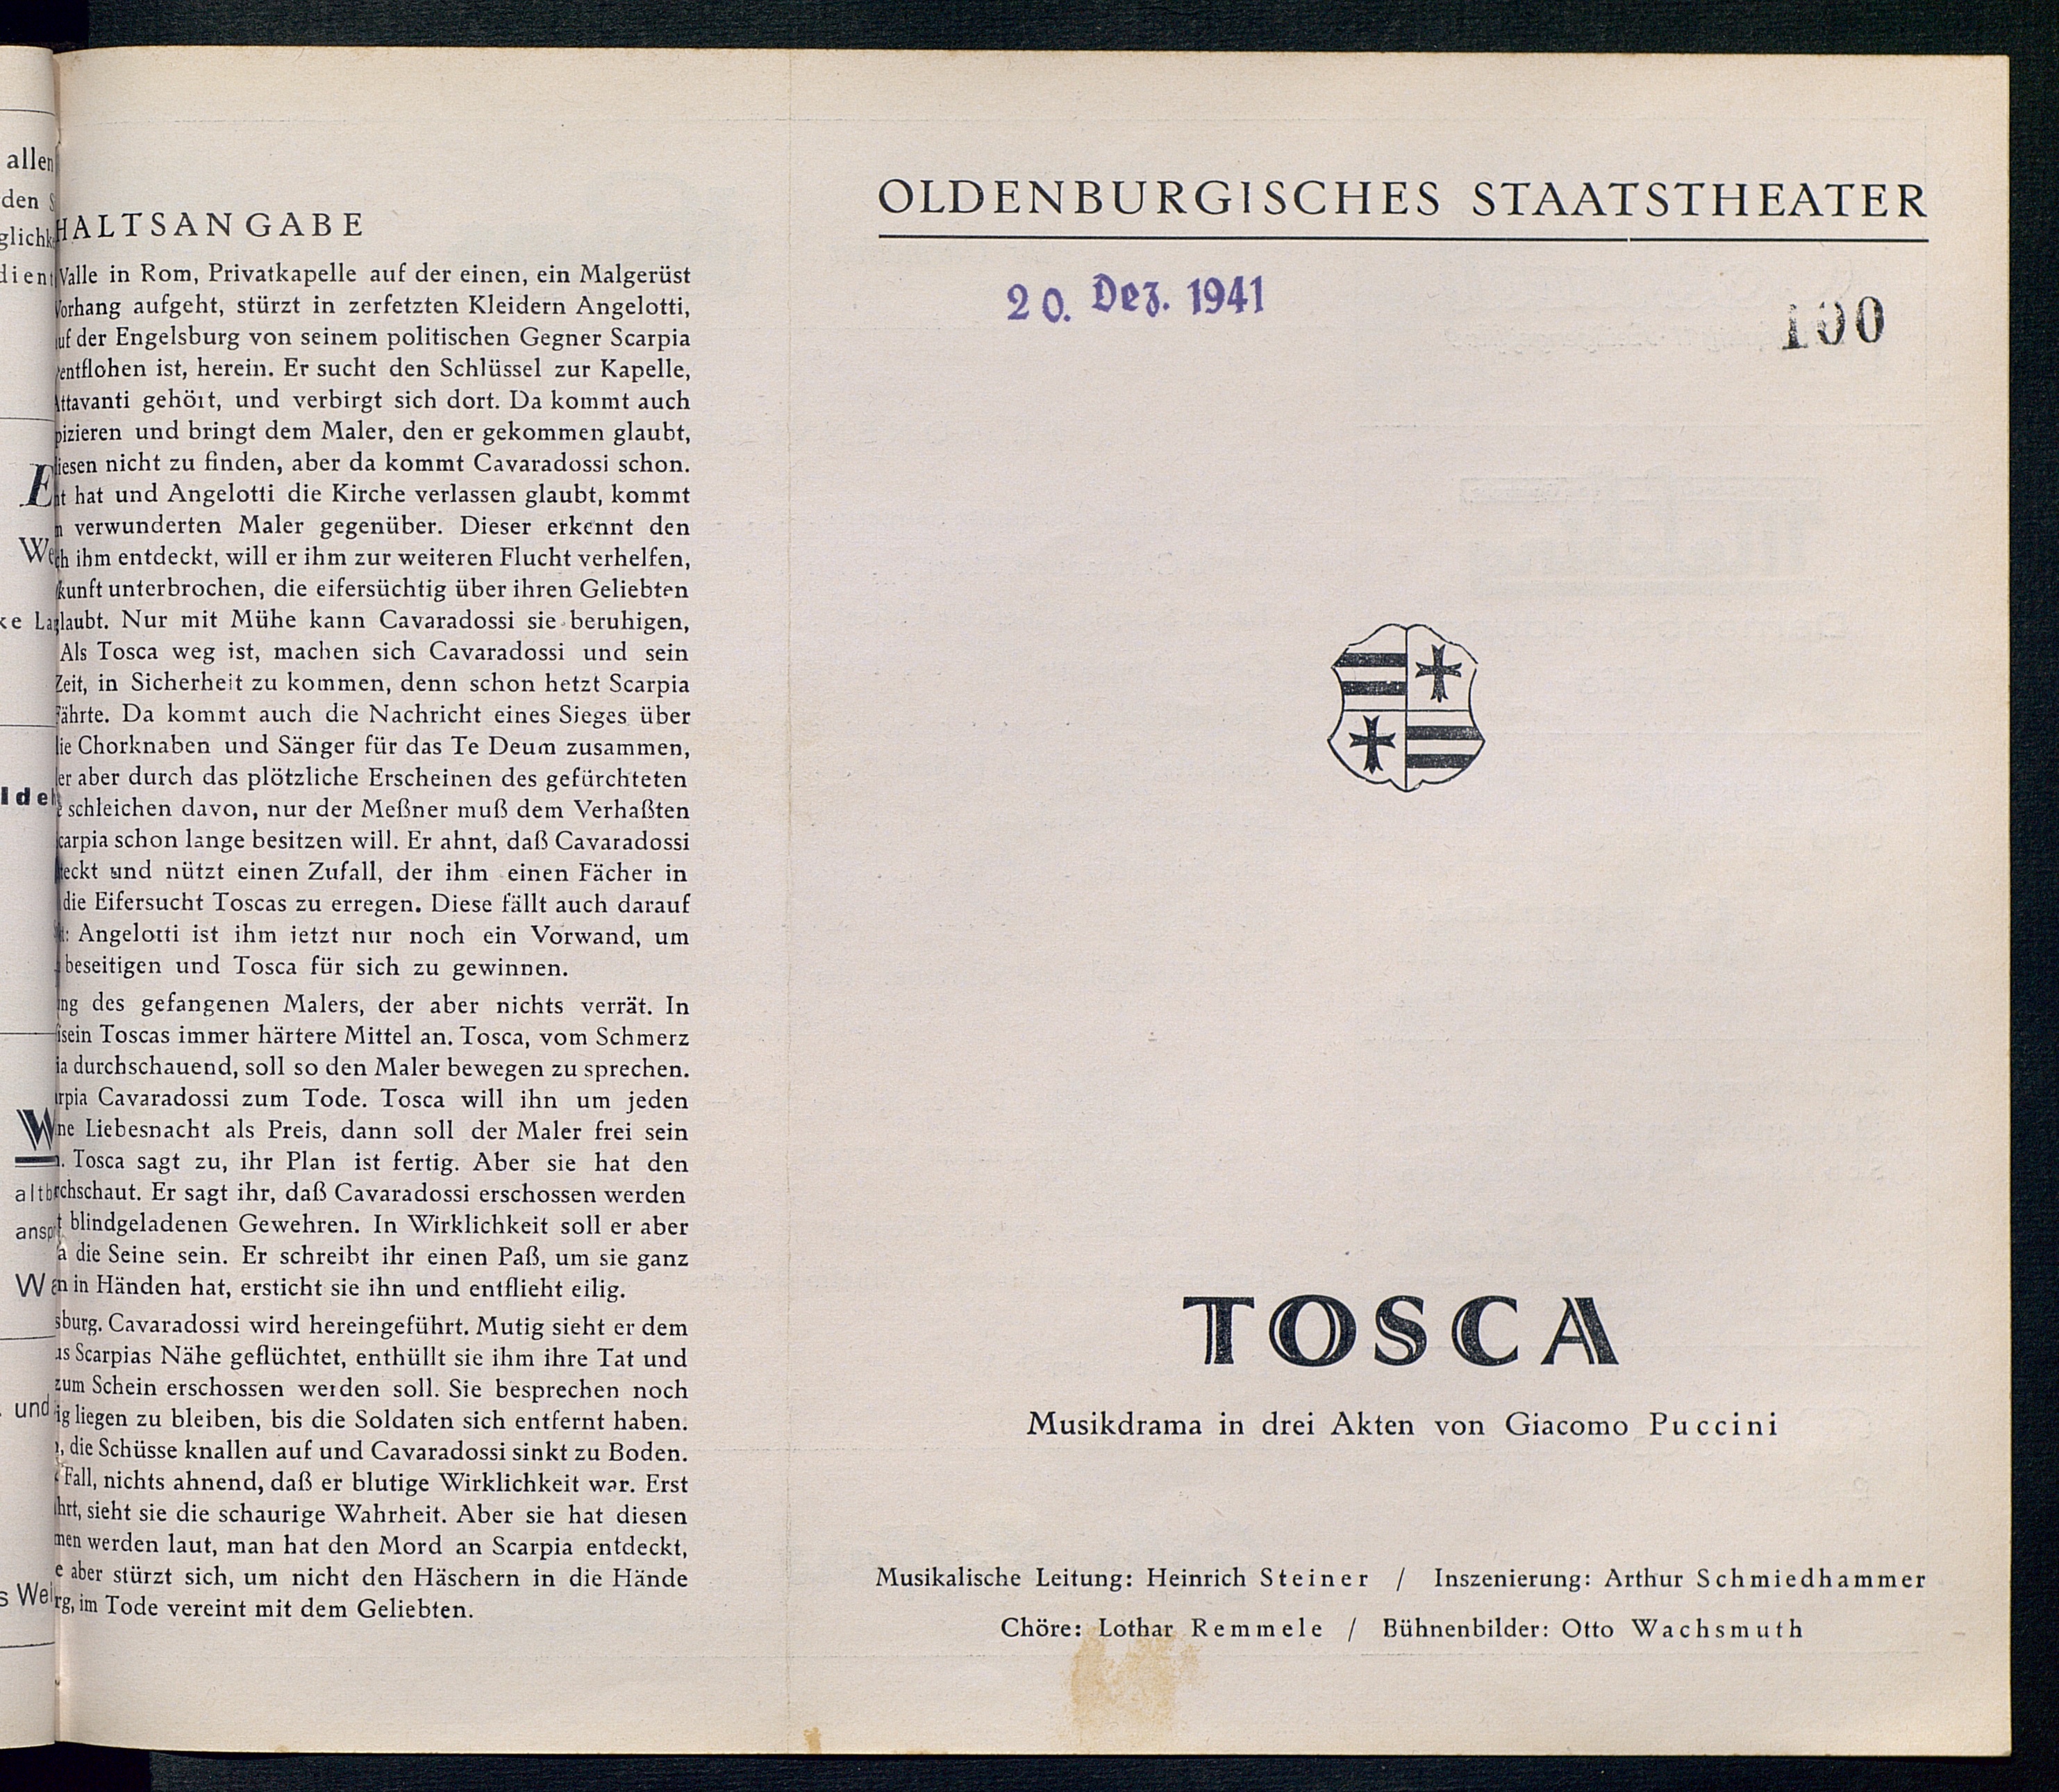 allen
den
dient
We
ke
altb
ansp
und
HALTSANGABE
Valle in Rom, Privatkapelle auf der einen, ein Malgerüst
Vorhang aufgeht, stürzt in zerfetzten Kleidern Angelotti,
uf der Engelsburg von seinem politischen Gegner Scarpia
entflohen ist, herein. Er sucht den Schlüssel zur Kapelle,
Attavanti gehört, und verbirgt sich dort. Da kommt auch
pizieren und bringt dem Maler, den er gekommen glaubt,
iesen nicht zu finden, aber da kommt Cavaradossi schon.
ht hat und Angelotti die Kirche verlassen glaubt, kommt
verwunderten Maler gegenüber. Dieser erkennt den
ch ihm entdeckt, will er ihm zur weiteren Flucht verhelfen,
kunft unterbrochen, die eifersüchtig über ihren Geliebten
glaubt. Nur mit Mühe kann Cavaradossi sie beruhigen,
Als Tosca weg ist, machen sich Cavaradossi und sein
Zeit, in Sicherheit zu kommen, denn schon hetzt Scarpia
Fährte. Da kommt auch die Nachricht eines Sieges über
die Chorknaben und Sänger für das Te Deum zusammen,
er aber durch das plötzliche Erscheinen des gefürchteten
schleichen davon, nur der Meßner muß dem Verhaßten
carpia schon lange besitzen will. Er ahnt, daß Cavaradossi
teckt und nützt einen Zufall, der ihm einen Fächer in
die Eifersucht Toscas zu erregen. Diese fällt auch darauf
Angelotti ist ihm jetzt nur noch ein Vorwand, um
beseitigen und Tosca für sich zu gewinnen.
ng des gefangenen Malers, der aber nichts verrät. In
isein Toscas immer härtere Mittel an. Tosca, vom Schmerz
ia durchschauend, soll so den Maler bewegen zu sprechen.
rpia Cavaradossi zum Tode. Tosca will ihn um jeden
ne Liebesnacht als Preis, dann soll der Maler frei sein
. Tosca sagt zu, ihr Plan ist fertig. Aber sie hat den
rchschaut. Er sagt ihr, daß Cavaradossi erschossen werden
t blindgeladenen Gewehren. In Wirklichkeit soll er aber
a die Seine sein. Er schreibt ihr einen Paß, um sie ganz
n in Händen hat, ersticht sie ihn und entflieht eilig.
sburg. Cavaradossi wird hereingeführt. Mutig sieht er dem
us Scarpias Nähe geflüchtet, enthüllt sie ihm ihre Tat und
zum Schein erschossen werden soll. Sie besprechen noch
ig liegen zu bleiben, bis die Soldaten sich entfernt haben.
, die Schüsse knallen auf und Cavaradossi sinkt zu Boden.
Fall, nichts ahnend, daß er blutige Wirklichkeit war. Erst
hrt, sieht sie die schaurige Wahrheit. Aber sie hat diesen
men werden laut, man hat den Mord an Scarpia entdeckt,
e aber stürzt sich, um nicht den Häschern in die Hände
rg, im Tode vereint mit dem Geliebten.
OLDENBURGISCHES STAATSTHEATER
20. Dez. 1941
100
TOSCA
Musikdrama in drei Akten von Giacomo Puccini
Musikalische Leitung: Heinrich Steiner / Inszenierung: Arthur Schmiedhammer
Chöre: Lothar Remmele / Bühnenbilder: Otto Wachsmuth